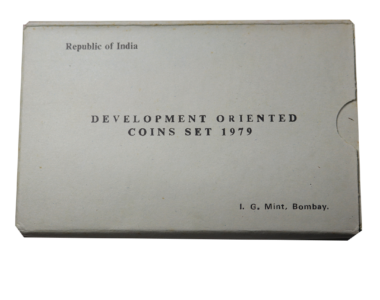 Republic of India
DEVELOPMENT ORIENTED
COINS SET 1979
I. G. Mint, Bombay.